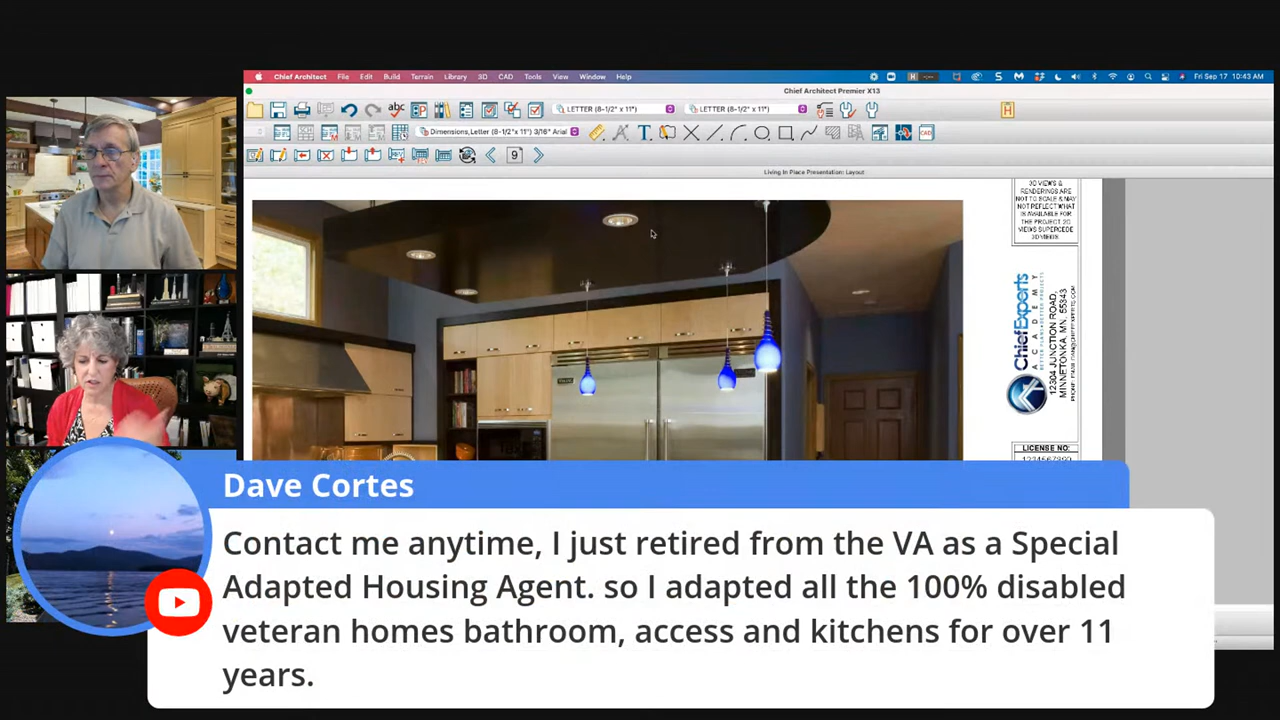 Chief Architect File Edit Build Terrain Library 3D CAD Tools View Window Help Fri Sep 17 10:43 AM
Chief Architect Premier X13
LETTER (8-1/2" x 11") LETTER (8-1/2"x 11")
Dimensions,Letter (8-1/2"x 11") 3/16" Arial
9
Living In Place Presentation: Layout
3D VIEWS &
RENDERINGS ARE
NOT TO SCALE & MAY
NOT REFLECT WHAT
IS AVAILABLE FOR
THE PROJECT 2D
VIEWS SUPERCEDE
3D VIEWS
ChiefExperts
ACADEMY
BETTER PLANS • BETTER PROJECTS
12304 JUNCTION ROAD,
MINNETONKA, MN, 55343
LICENSE NO:
Dave Cortes
Contact me anytime, I just retired from the VA as a Special
Adapted Housing Agent. so I adapted all the 100% disabled
veteran homes bathroom, access and kitchens for over 11
years.